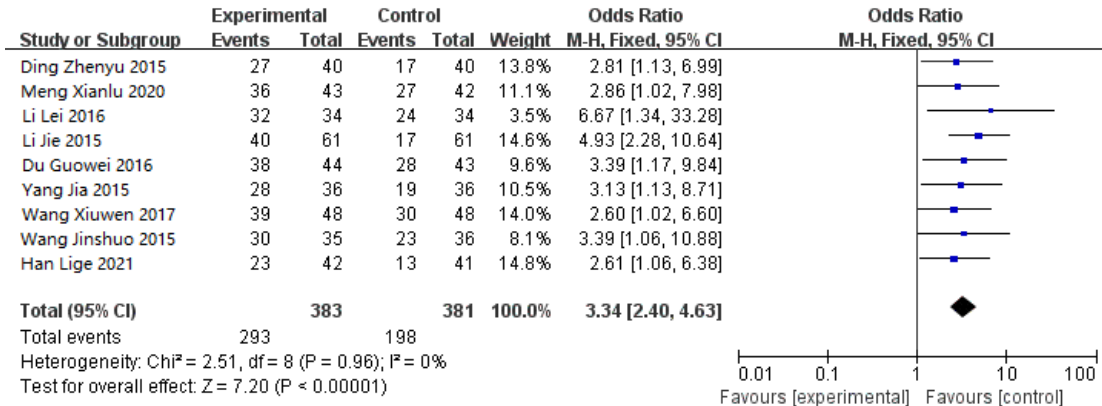 Experimental Control Odds Ratio Odds Ratio
Study or Subgroup Events Total Events Total Weight M-H, Fixed, 95% CI M-H, Fixed, 95% CI
Ding Zhenyu 2015 27 40 17 40 13.8% 2.81 [1.13, 6.99]
Meng Xianlu 2020 36 43 27 42 11.1% 2.86 [1.02, 7.98]
Li Lei 2016 32 34 24 34 3.5% 6.67 [1.34, 33.28]
Li Jie 2015 40 61 17 61 14.6% 4.93 [2.28, 10.64]
Du Guowei 2016 38 44 28 43 9.6% 3.39 [1.17, 9.84]
Yang Jia 2015 28 36 19 36 10.5% 3.13 [1.13, 8.71]
Wang Xiuwen 2017 39 48 30 48 14.0% 2.60 [1.02, 6.60]
Wang Jinshuo 2015 30 35 23 36 8.1% 3.39 [1.06, 10.88]
Han Lige 2021 23 42 13 41 14.8% 2.61 [1.06, 6.38]
Total (95% CI) 383 381 100.0% 3.34 [2.40, 4.63]
Total events 293 198
Heterogeneity: Chi² = 2.51, df = 8 (P = 0.96); I² = 0%
Test for overall effect: Z = 7.20 (P < 0.00001)
0.01 0.1 1 10 100
Favours [experimental] Favours [control]